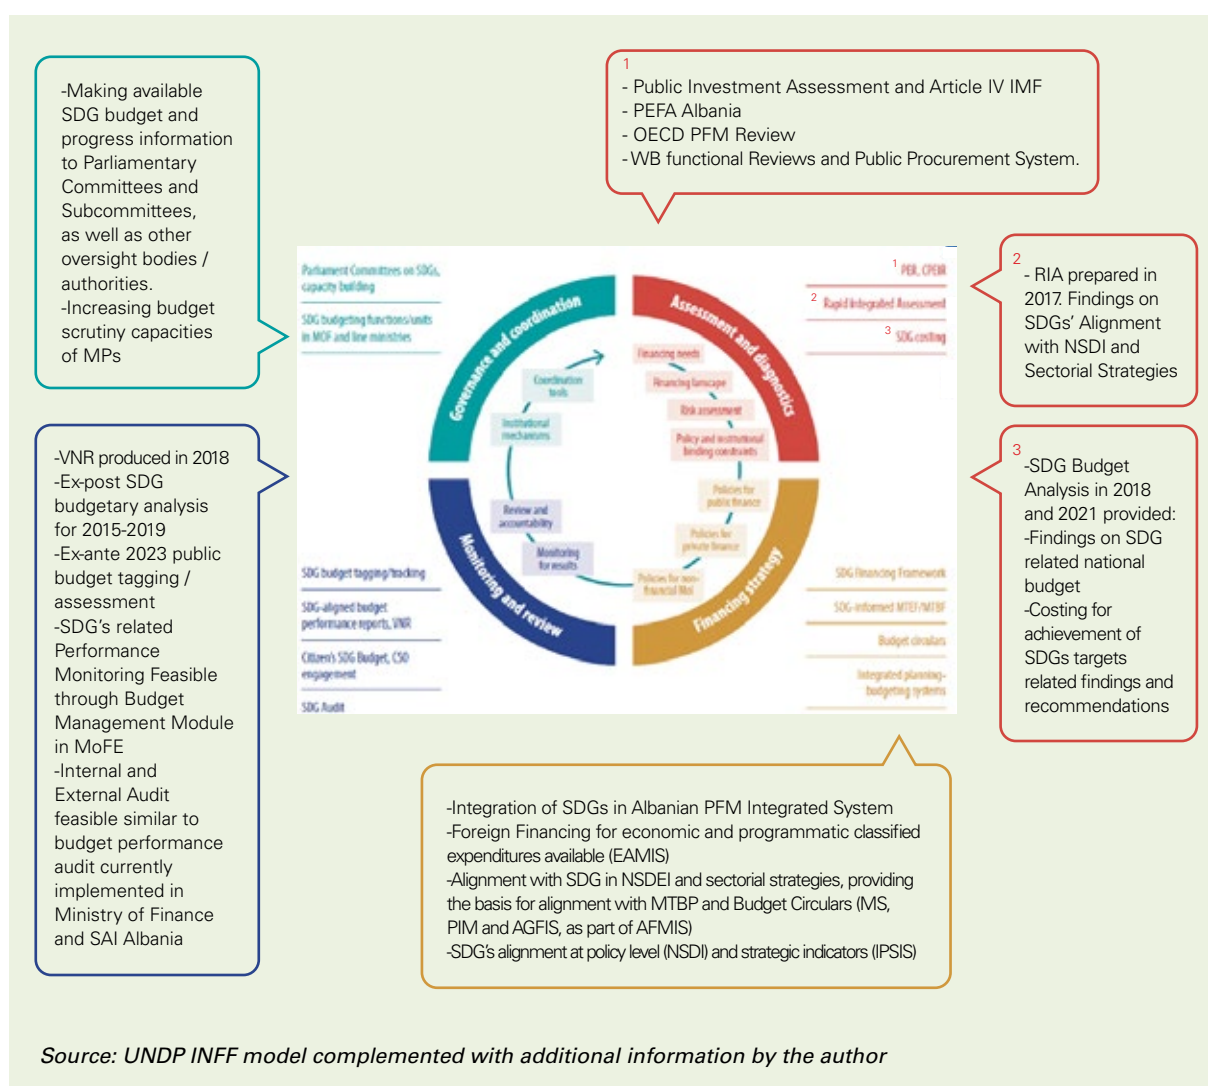 -Making available
SDG budget and
progress information
to Parliamentary
Committees and
Subcommittees,
as well as other
oversight bodies /
authorities.
-Increasing budget
scrutiny capacities
of MPs
1
- Public Investment Assessment and Article IV IMF
- PEFA Albania
- OECD PFM Review
- WB functional Reviews and Public Procurement System.
2
- RIA prepared in
2017. Findings on
SDGs' Alignment
with NSDI and
Sectorial Strategies
Parliament Committees on SDGs,
capacity building
SDG budgeting functions/units
in MOF and line ministries
1 PER, CPEIR
2 Rapid Integrated Assessment
3 SDG costing
Governance and coordination
Assessment and diagnostics
Financing needs
Financing lanscape
Risk assessment
Policy and institutional
binding constraints
Coordination
tools
Institutional
mechanisms
Policies for
public finance
Policies for
private finance
Policies for non-
financial MoI
Review and
accountability
Monitoring
for results
Monitoring and review
Financing strategy
SDG budget tagging/tracking
SDG-aligned budget
performance reports, VNR
Citizen's SDG Budget, CSO
engagement
SDG Audit
SDG Financing Framework
SDG-informed MTEF/MTBF
Budget circulars
Integrated planning-
budgeting systems
-VNR produced in 2018
-Ex-post SDG
budgetary analysis
for 2015-2019
-Ex-ante 2023 public
budget tagging /
assessment
-SDG's related
Performance
Monitoring Feasible
through Budget
Management Module
in MoFE
-Internal and
External Audit
feasible similar to
budget performance
audit currently
implemented in
Ministry of Finance
and SAI Albania
3
-SDG Budget
Analysis in 2018
and 2021 provided:
-Findings on SDG
related national
budget
-Costing for
achievement of
SDGs targets
related findings and
recommendations
-Integration of SDGs in Albanian PFM Integrated System
-Foreign Financing for economic and programmatic classified
expenditures available (EAMIS)
-Alignment with SDG in NSDEI and sectorial strategies, providing
the basis for alignment with MTBP and Budget Circulars (MS,
PIM and AGFIS, as part of AFMIS)
-SDG's alignment at policy level (NSDI) and strategic indicators (IPSIS)
Source: UNDP INFF model complemented with additional information by the author